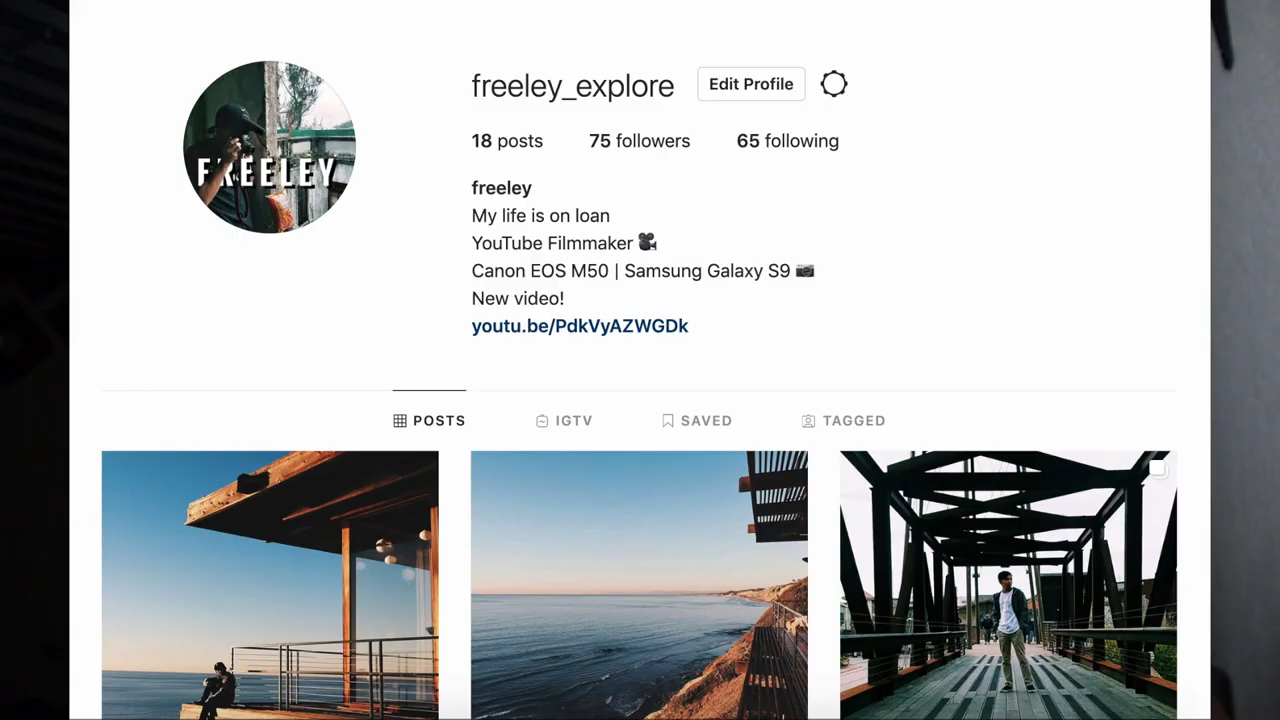 FREELEY
freeley_explore Edit Profile
18 posts 75 followers 65 following
freeley
My life is on loan
YouTube Filmmaker 🎥
Canon EOS M50 | Samsung Galaxy S9 📷
New video!
youtu.be/PdkVyAZWGDk
POSTS IGTV SAVED TAGGED